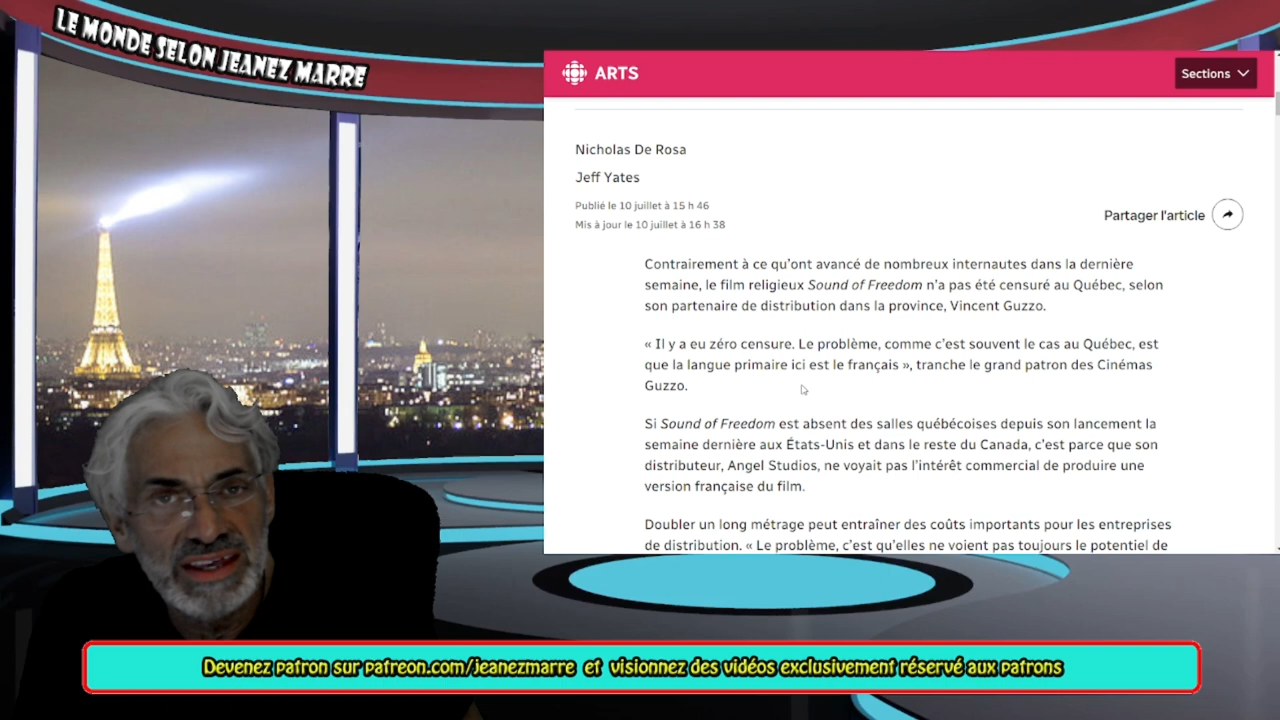 LE MONDE SELON JEANEZ MARRE
ARTS
Sections
Nicholas De Rosa
Jeff Yates
Publié le 10 juillet à 15 h 46
Mis à jour le 10 juillet à 16 h 38
Partager l'article
Contrairement à ce qu'ont avancé de nombreux internautes dans la dernière
semaine, le film religieux Sound of Freedom n'a pas été censuré au Québec, selon
son partenaire de distribution dans la province, Vincent Guzzo.
« Il y a eu zéro censure. Le problème, comme c'est souvent le cas au Québec, est
que la langue primaire ici est le français », tranche le grand patron des Cinémas
Guzzo.
Si Sound of Freedom est absent des salles québécoises depuis son lancement la
semaine dernière aux États-Unis et dans le reste du Canada, c'est parce que son
distributeur, Angel Studios, ne voyait pas l'intérêt commercial de produire une
version française du film.
Doubler un long métrage peut entraîner des coûts importants pour les entreprises
de distribution. « Le problème, c'est qu'elles ne voient pas toujours le potentiel de
Devenez patron sur patreon.com/jeanezmarre et visionnez des vidéos exclusivement réservé aux patrons